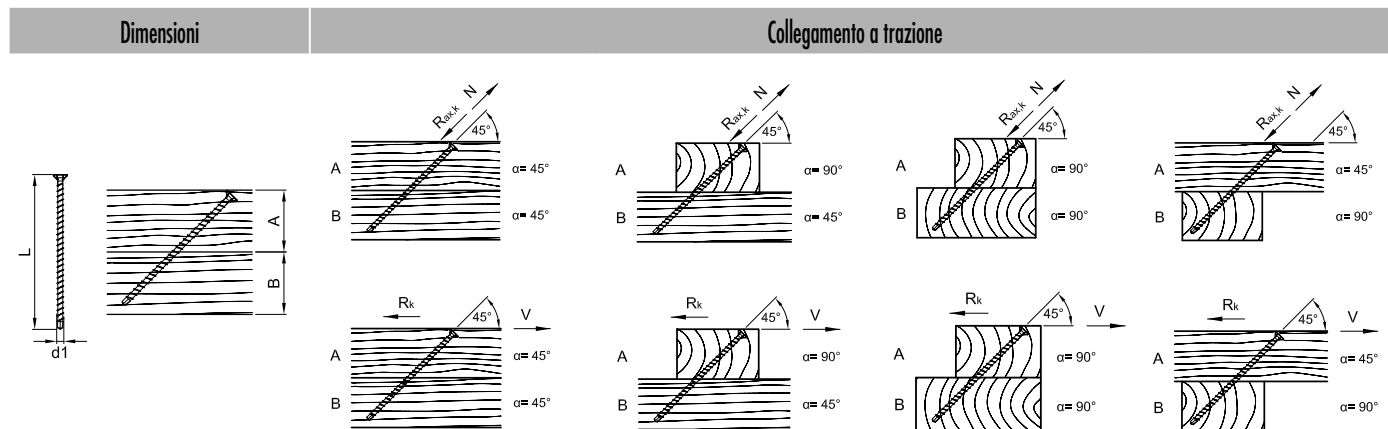 Dimensioni
Collegamento a trazione
L
d1
A
B
Rax,k N
45°
A α= 45°
B α= 45°
Rax,k N
45°
A α= 90°
B α= 45°
Rax,k N
45°
A α= 90°
B α= 90°
Rax,k N
45°
A α= 45°
B α= 90°
Rk 45° V
A α= 45°
B α= 45°
Rk 45° V
A α= 90°
B α= 45°
Rk 45° V
A α= 90°
B α= 90°
Rk 45° V
A α= 45°
B α= 90°